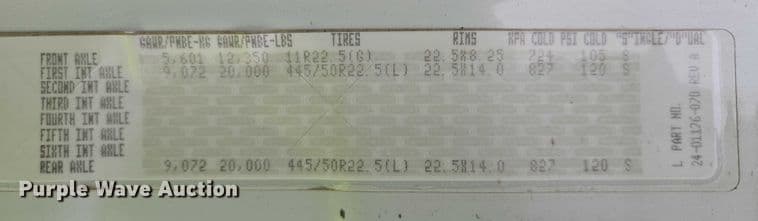 GAWR/PNBE-KG GAWR/PNBE-LBS TIRES RIMS KPA COLD PSI COLD "S"INGLE/"D"UAL
FRONT AXLE 5,601 12,350 11R22.5(G) 22.5X8.25 724 105 S
FIRST INT AXLE 9,072 20,000 445/50R22.5(L) 22.5X14.0 827 120 S
SECOND INT AXLE
THIRD INT AXLE
FOURTH INT AXLE
FIFTH INT AXLE
SIXTH INT AXLE
REAR AXLE 9,072 20,000 445/50R22.5(L) 22.5X14.0 827 120 S
L PART NO.
24-01176-070 REV A
Purple Wave Auction